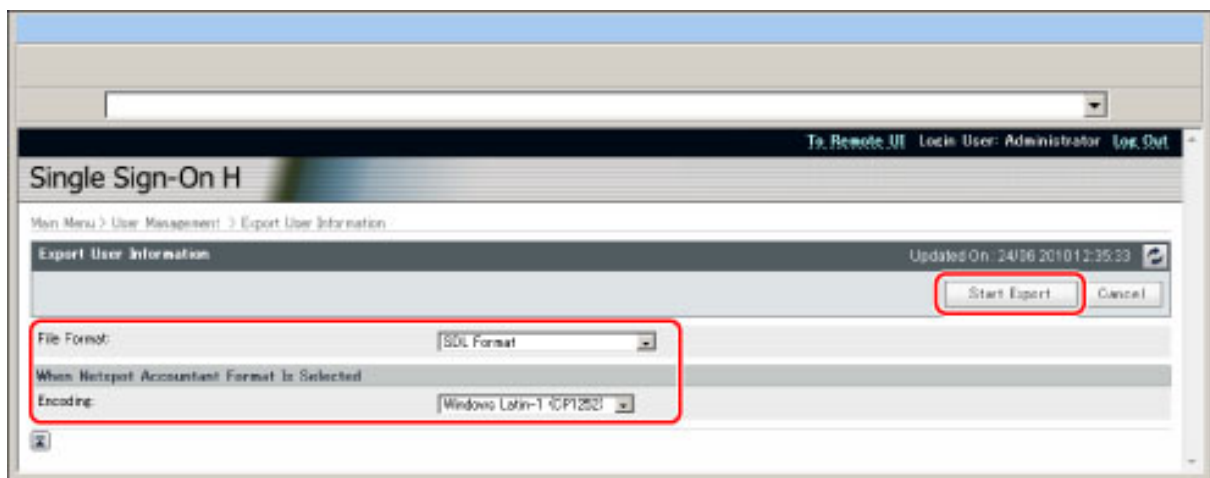 To Remote UI Login User: Administrator Log Out
Single Sign-On H
Main Menu > User Management > Export User Information
Export User Information Updated On : 24/06 2010 12:35:33
Start Export Cancel
File Format: SDL Format
When Netspot Accountant Format Is Selected
Encoding: Windows Latin-1 (CP1252)